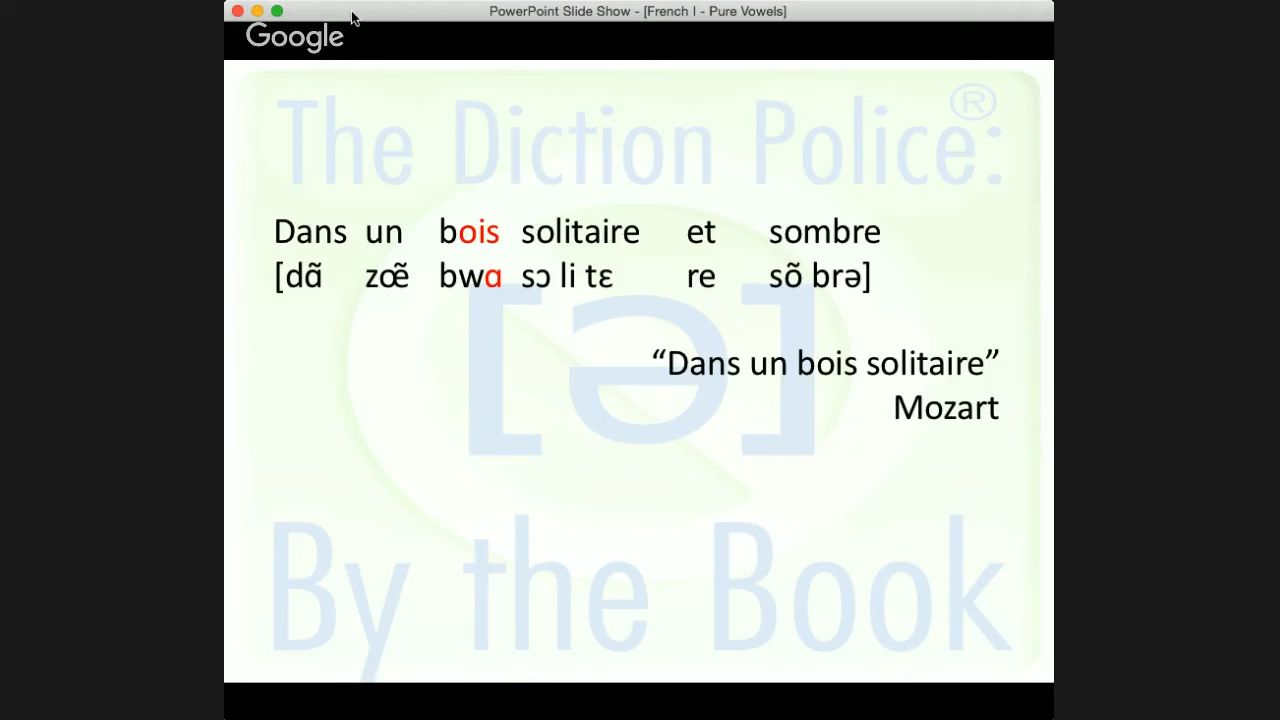 PowerPoint Slide Show - [French I - Pure Vowels]
Google
The Diction Police®:
Dans un bois solitaire et sombre
[dɑ̃ zœ̃ bwɑ sɔ li tɛ re sõ brə]
[ə]
“Dans un bois solitaire”
Mozart
By the Book